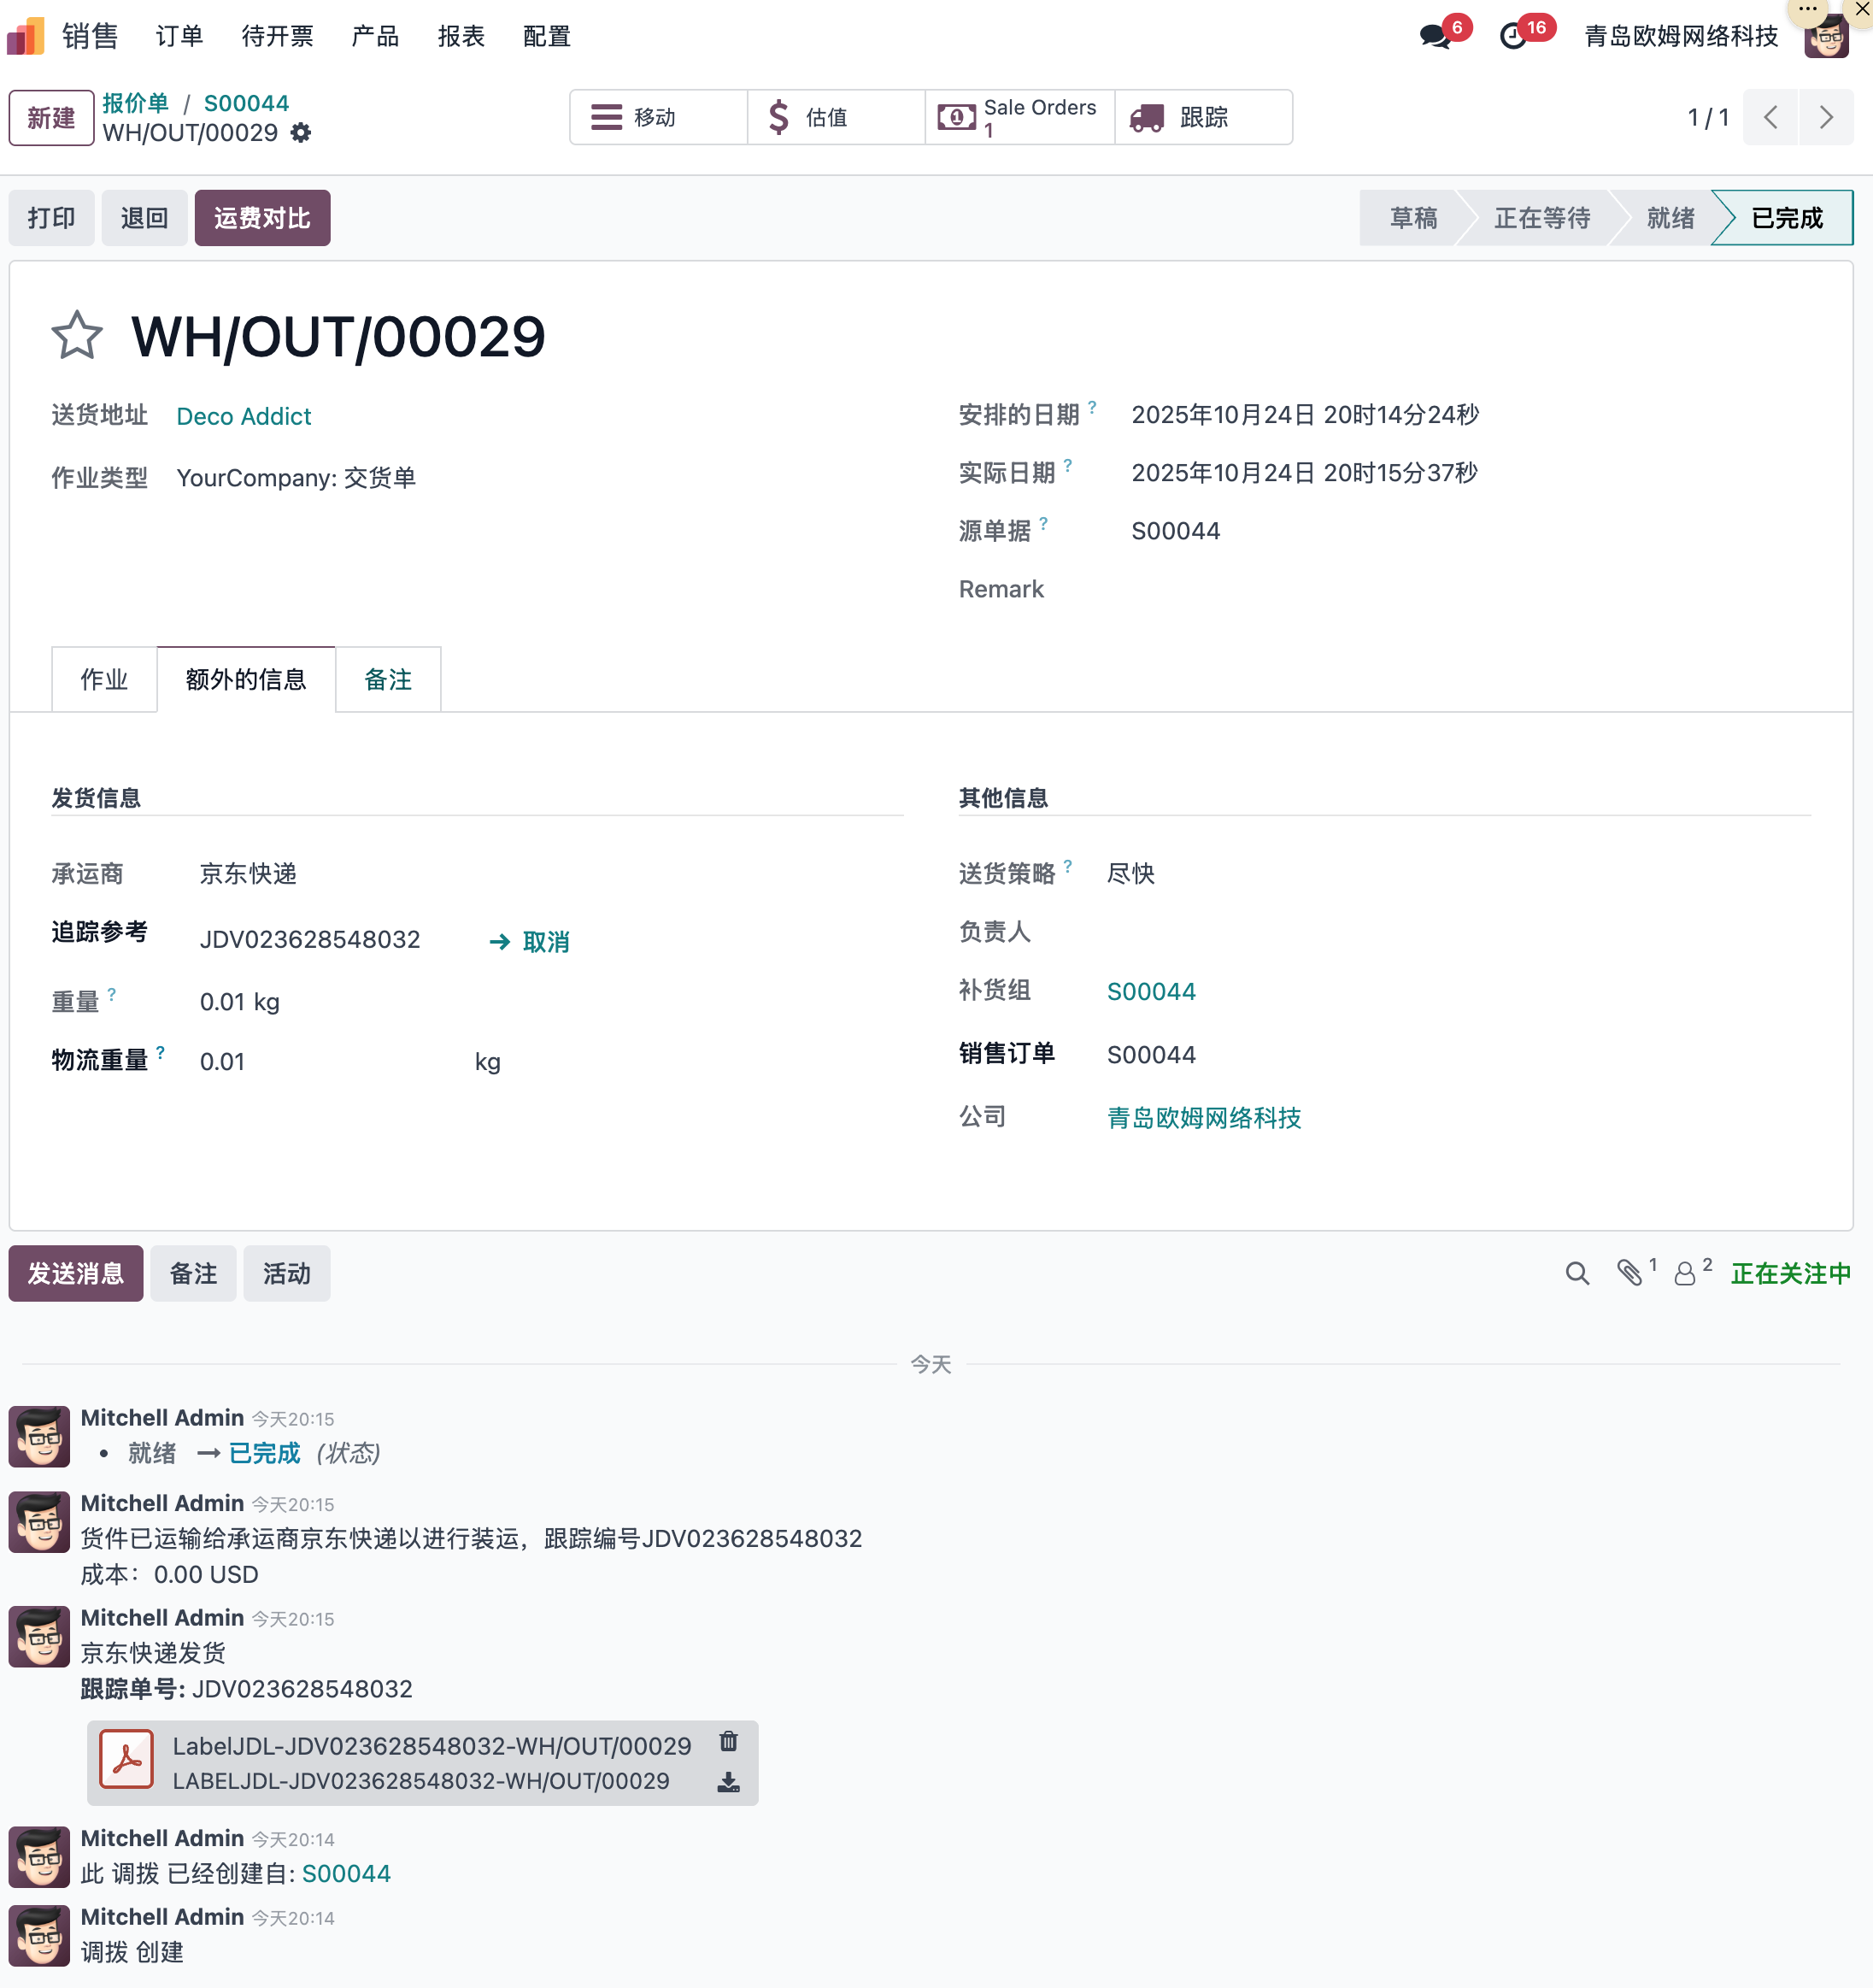 销售 订单 待开票 产品 报表 配置 6 16 青岛欧姆网络科技
新建 报价单 / S00044
WH/OUT/00029
移动 估值 Sale Orders 1 跟踪 1 / 1
打印 退回 运费对比 草稿 正在等待 就绪 已完成
WH/OUT/00029
送货地址 Deco Addict
作业类型 YourCompany: 交货单
安排的日期 ? 2025年10月24日 20时14分24秒
实际日期 ? 2025年10月24日 20时15分37秒
源单据 ? S00044
Remark
作业 额外的信息 备注
发货信息
承运商 京东快递
追踪参考 JDV023628548032 取消
重量 ? 0.01 kg
物流重量 ? 0.01 kg
其他信息
送货策略 ? 尽快
负责人
补货组 S00044
销售订单 S00044
公司 青岛欧姆网络科技
发送消息 备注 活动 1 2 正在关注中
今天
Mitchell Admin 今天20:15
就绪 → 已完成 (状态)
Mitchell Admin 今天20:15
货件已运输给承运商京东快递以进行装运，跟踪编号JDV023628548032
成本：0.00 USD
Mitchell Admin 今天20:15
京东快递发货
跟踪单号: JDV023628548032
LabelJDL-JDV023628548032-WH/OUT/00029
LABELJDL-JDV023628548032-WH/OUT/00029
Mitchell Admin 今天20:14
此 调拨 已经创建自: S00044
Mitchell Admin 今天20:14
调拨 创建